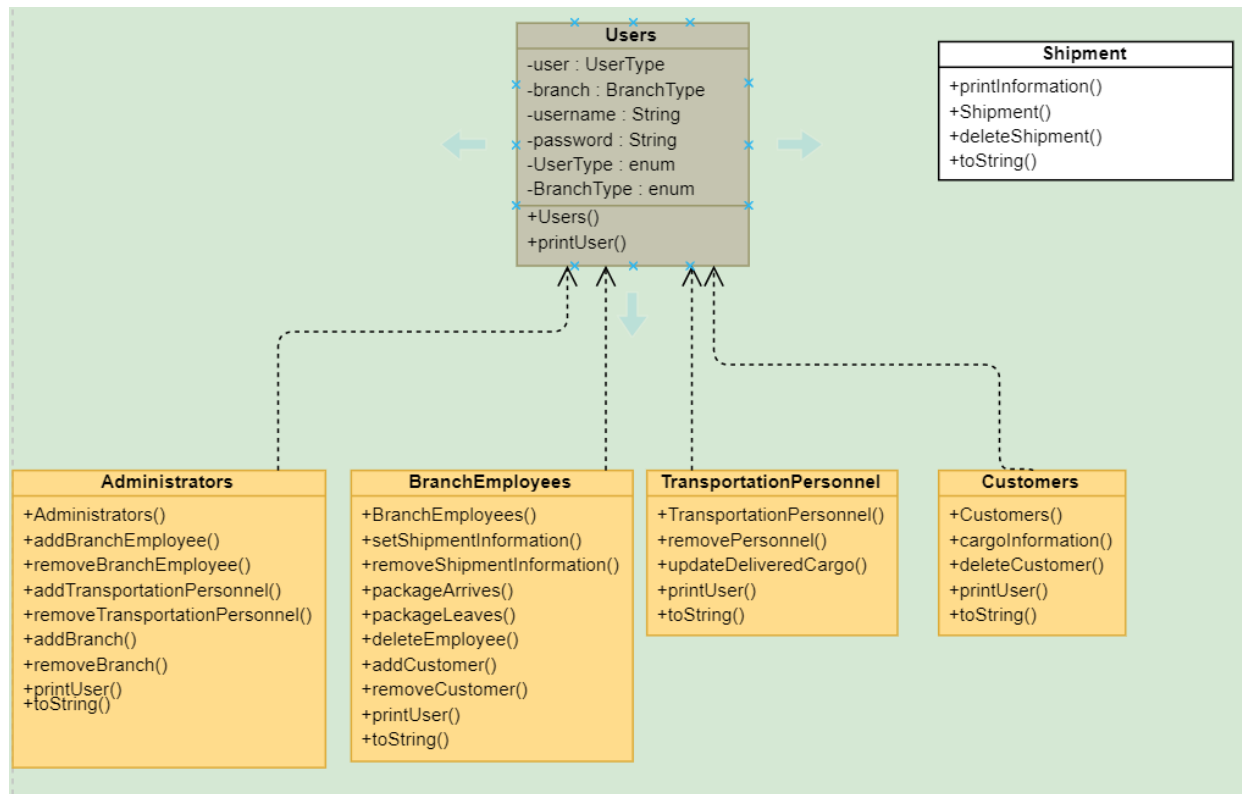 Users
-user : UserType
-branch : BranchType
-username : String
-password : String
-UserType : enum
-BranchType : enum
+Users()
+printUser()
Shipment
+printInformation()
+Shipment()
+deleteShipment()
+toString()
Administrators
+Administrators()
+addBranchEmployee()
+removeBranchEmployee()
+addTransportationPersonnel()
+removeTransportationPersonnel()
+addBranch()
+removeBranch()
+printUser()
+toString()
BranchEmployees
+BranchEmployees()
+setShipmentInformation()
+removeShipmentInformation()
+packageArrives()
+packageLeaves()
+deleteEmployee()
+addCustomer()
+removeCustomer()
+printUser()
+toString()
TransportationPersonnel
+TransportationPersonnel()
+removePersonnel()
+updateDeliveredCargo()
+printUser()
+toString()
Customers
+Customers()
+cargoInformation()
+deleteCustomer()
+printUser()
+toString()